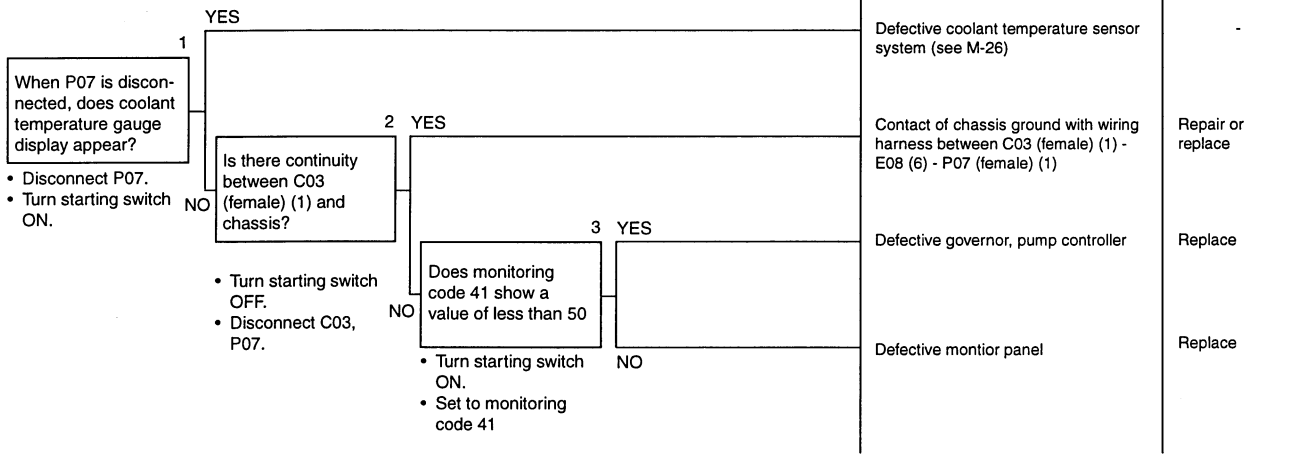 YES
1
When P07 is discon-
nected, does coolant
temperature gauge
display appear?
• Disconnect P07.
• Turn starting switch
ON.
NO
2 YES
Is there continuity
between C03
(female) (1) and
chassis?
• Turn starting switch
OFF.
• Disconnect C03,
P07.
NO
3 YES
Does monitoring
code 41 show a
value of less than 50
• Turn starting switch
ON.
• Set to monitoring
code 41
NO
Defective coolant temperature sensor
system (see M-26)
-
Contact of chassis ground with wiring
harness between C03 (female) (1) -
E08 (6) - P07 (female) (1)
Repair or
replace
Defective governor, pump controller
Replace
Defective montior panel
Replace